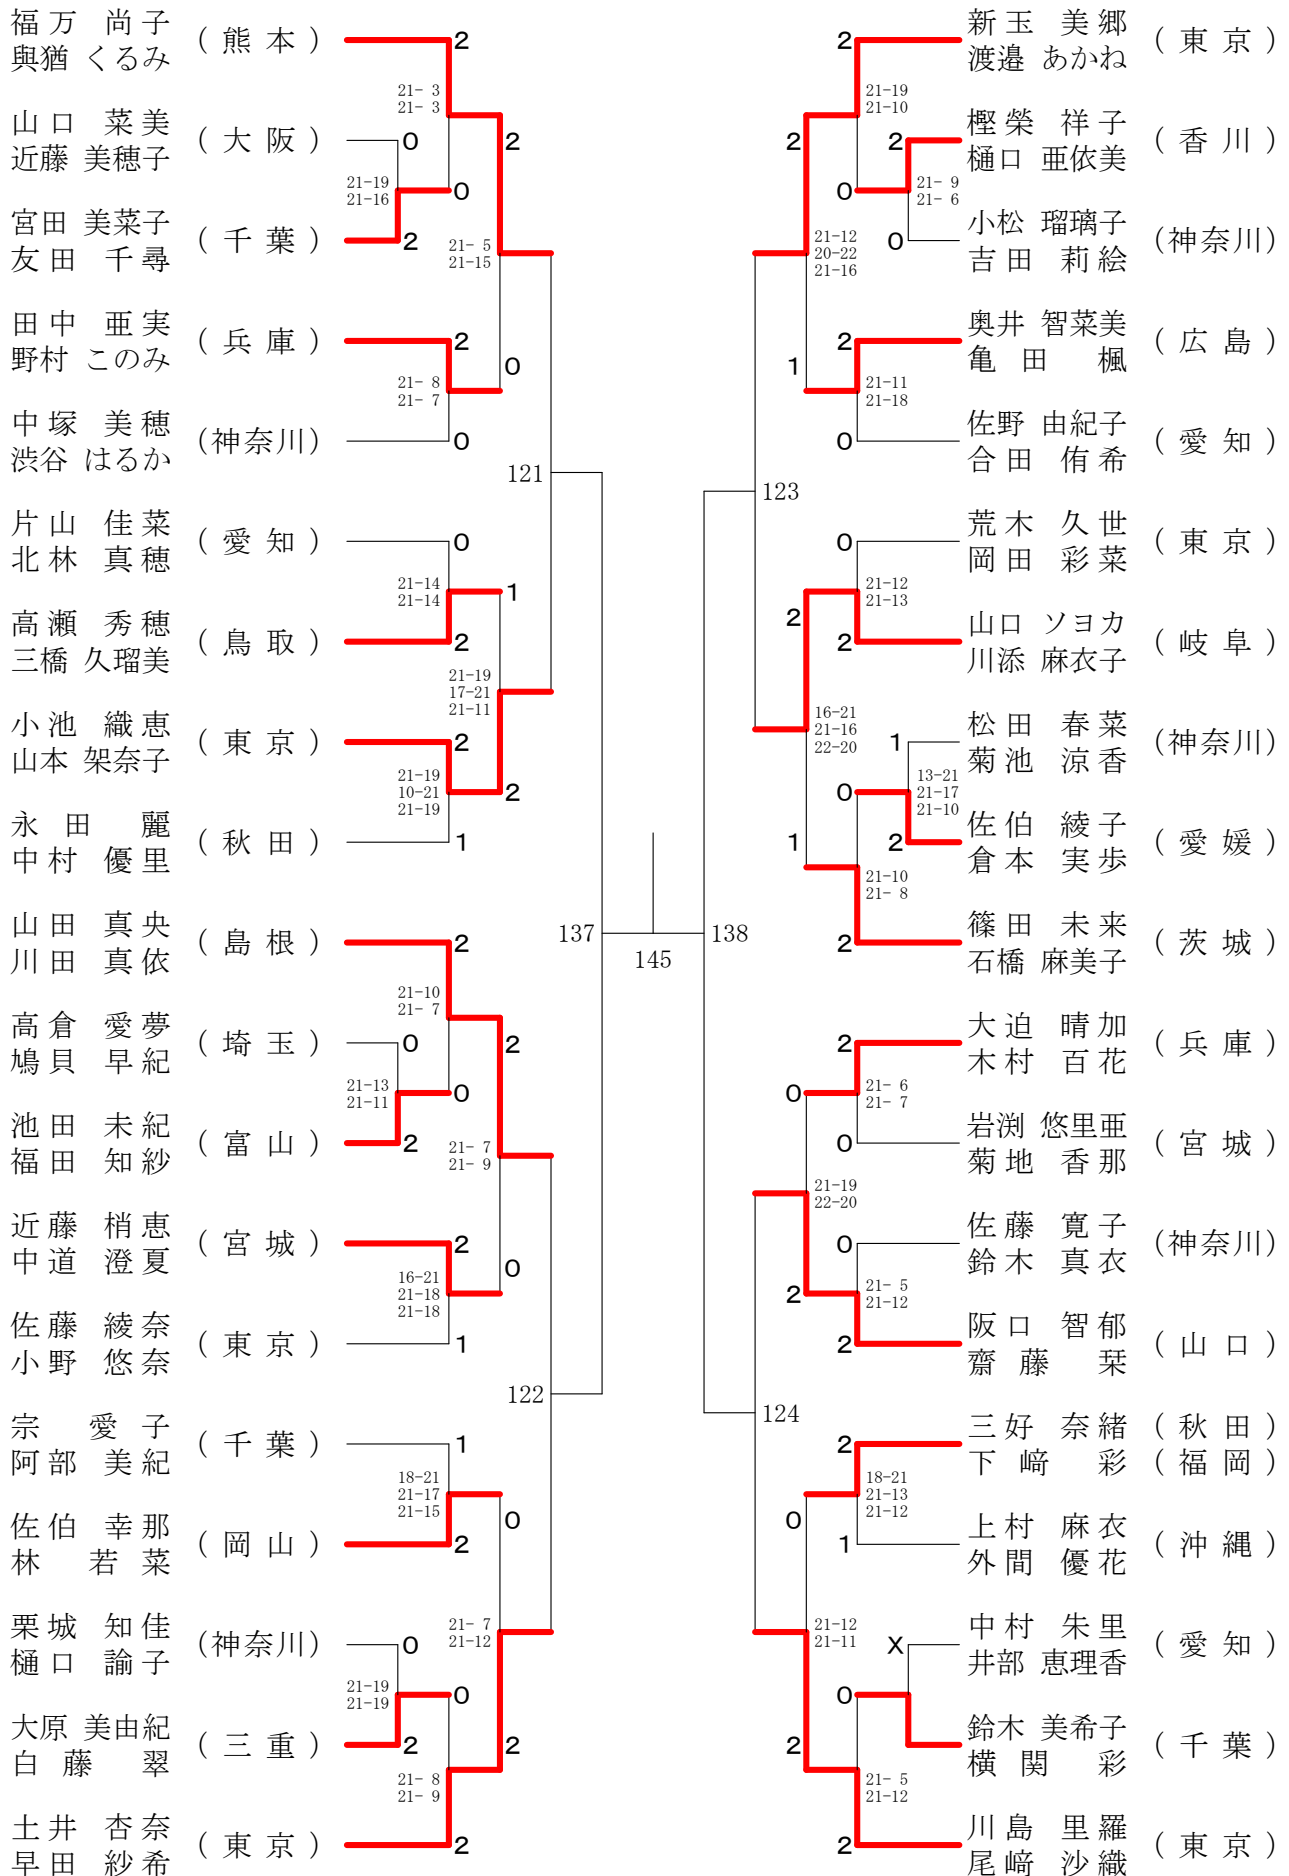 福万 尚子
與猶 くるみ
(熊本)
2
21- 3
21- 3
山口 菜美
近藤 美穂子
(大阪)
0
2
21-19
21-16
0
宮田 美菜子
友田 千尋
(千葉)
2
21- 5
21-15
田中 亜実
野村 このみ
(兵庫)
2
0
21- 8
21- 7
中塚 美穂
渋谷 はるか
(神奈川)
0
121
片山 佳菜
北林 真穂
(愛知)
0
21-14
21-14
1
高瀬 秀穂
三橋 久瑠美
(鳥取)
2
21-19
17-21
21-11
小池 織恵
山本 架奈子
(東京)
2
21-19
10-21
21-19
2
永田 麗
中村 優里
(秋田)
1
137
山田 真央
川田 真依
(島根)
2
21-10
21- 7
高倉 愛夢
鳩貝 早紀
(埼玉)
0
2
21-13
21-11
0
池田 未紀
福田 知紗
(富山)
2
21- 7
21- 9
近藤 梢恵
中道 澄夏
(宮城)
2
0
16-21
21-18
21-18
佐藤 綾奈
小野 悠奈
(東京)
1
122
宗 愛子
阿部 美紀
(千葉)
1
18-21
21-17
21-15
0
佐伯 幸那
林 若菜
(岡山)
2
栗城 知佳
樋口 諭子
(神奈川)
0
21- 7
21-12
21-19
21-19
0
大原 美由紀
白藤 翠
(三重)
2
2
21- 8
21- 9
土井 杏奈
早田 紗希
(東京)
2
145
新玉 美郷
渡邉 あかね
(東京)
2
21-19
21-10
樫榮 祥子
樋口 亜依美
(香川)
2
2
21- 9
21- 6
0
小松 瑠璃子
吉田 莉絵
(神奈川)
0
21-12
20-22
21-16
奥井 智菜美
亀田 楓
(広島)
2
1
21-11
21-18
佐野 由紀子
合田 侑希
(愛知)
0
123
荒木 久世
岡田 彩菜
(東京)
0
21-12
21-13
2
山口 ソヨカ
川添 麻衣子
(岐阜)
2
16-21
21-16
22-20
松田 春菜
菊池 涼香
(神奈川)
1
13-21
21-17
21-10
0
佐伯 綾子
倉本 実歩
(愛媛)
2
1
21-10
21- 8
篠田 未来
石橋 麻美子
(茨城)
2
138
大迫 晴加
木村 百花
(兵庫)
2
0
21- 6
21- 7
岩渕 悠里亜
菊地 香那
(宮城)
0
21-19
22-20
佐藤 寛子
鈴木 真衣
(神奈川)
0
2
21- 5
21-12
阪口 智郁
齋藤 栞
(山口)
2
124
三好 奈緒
下﨑 彩
(秋田)
(福岡)
2
18-21
21-13
21-12
0
上村 麻衣
外間 優花
(沖縄)
1
21-12
21-11
中村 朱里
井部 恵理香
(愛知)
X
0
鈴木 美希子
横関 彩
(千葉)
2
21- 5
21-12
川島 里羅
尾﨑 沙織
(東京)
2